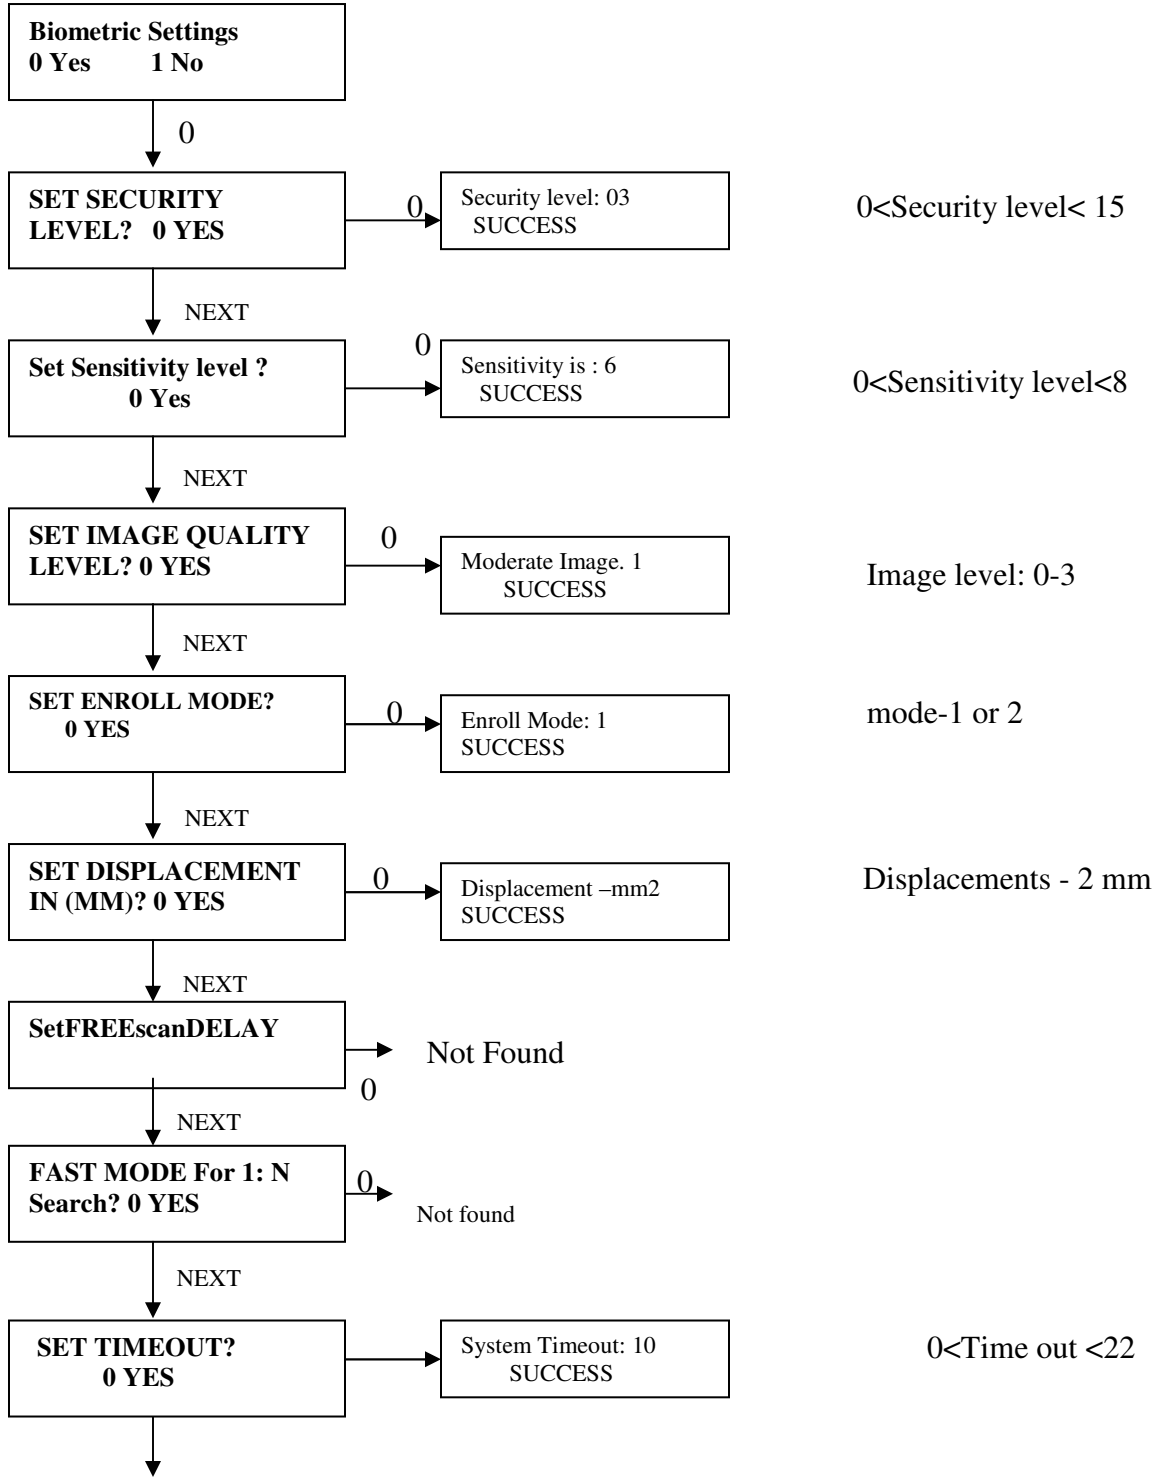 Biometric Settings
0 Yes 1 No
0
SET SECURITY
LEVEL? 0 YES
0
Security level: 03
SUCCESS
0<Security level< 15
NEXT
Set Sensitivity level ?
0 Yes
0
Sensitivity is : 6
SUCCESS
0<Sensitivity level<8
NEXT
SET IMAGE QUALITY
LEVEL? 0 YES
0
Moderate Image. 1
SUCCESS
Image level: 0-3
NEXT
SET ENROLL MODE?
0 YES
0
Enroll Mode: 1
SUCCESS
mode-1 or 2
NEXT
SET DISPLACEMENT
IN (MM)? 0 YES
0
Displacement –mm2
SUCCESS
Displacements - 2 mm
NEXT
SetFREEscanDELAY
Not Found
0
NEXT
FAST MODE For 1: N
Search? 0 YES
0
Not found
NEXT
SET TIMEOUT?
0 YES
System Timeout: 10
SUCCESS
0<Time out <22